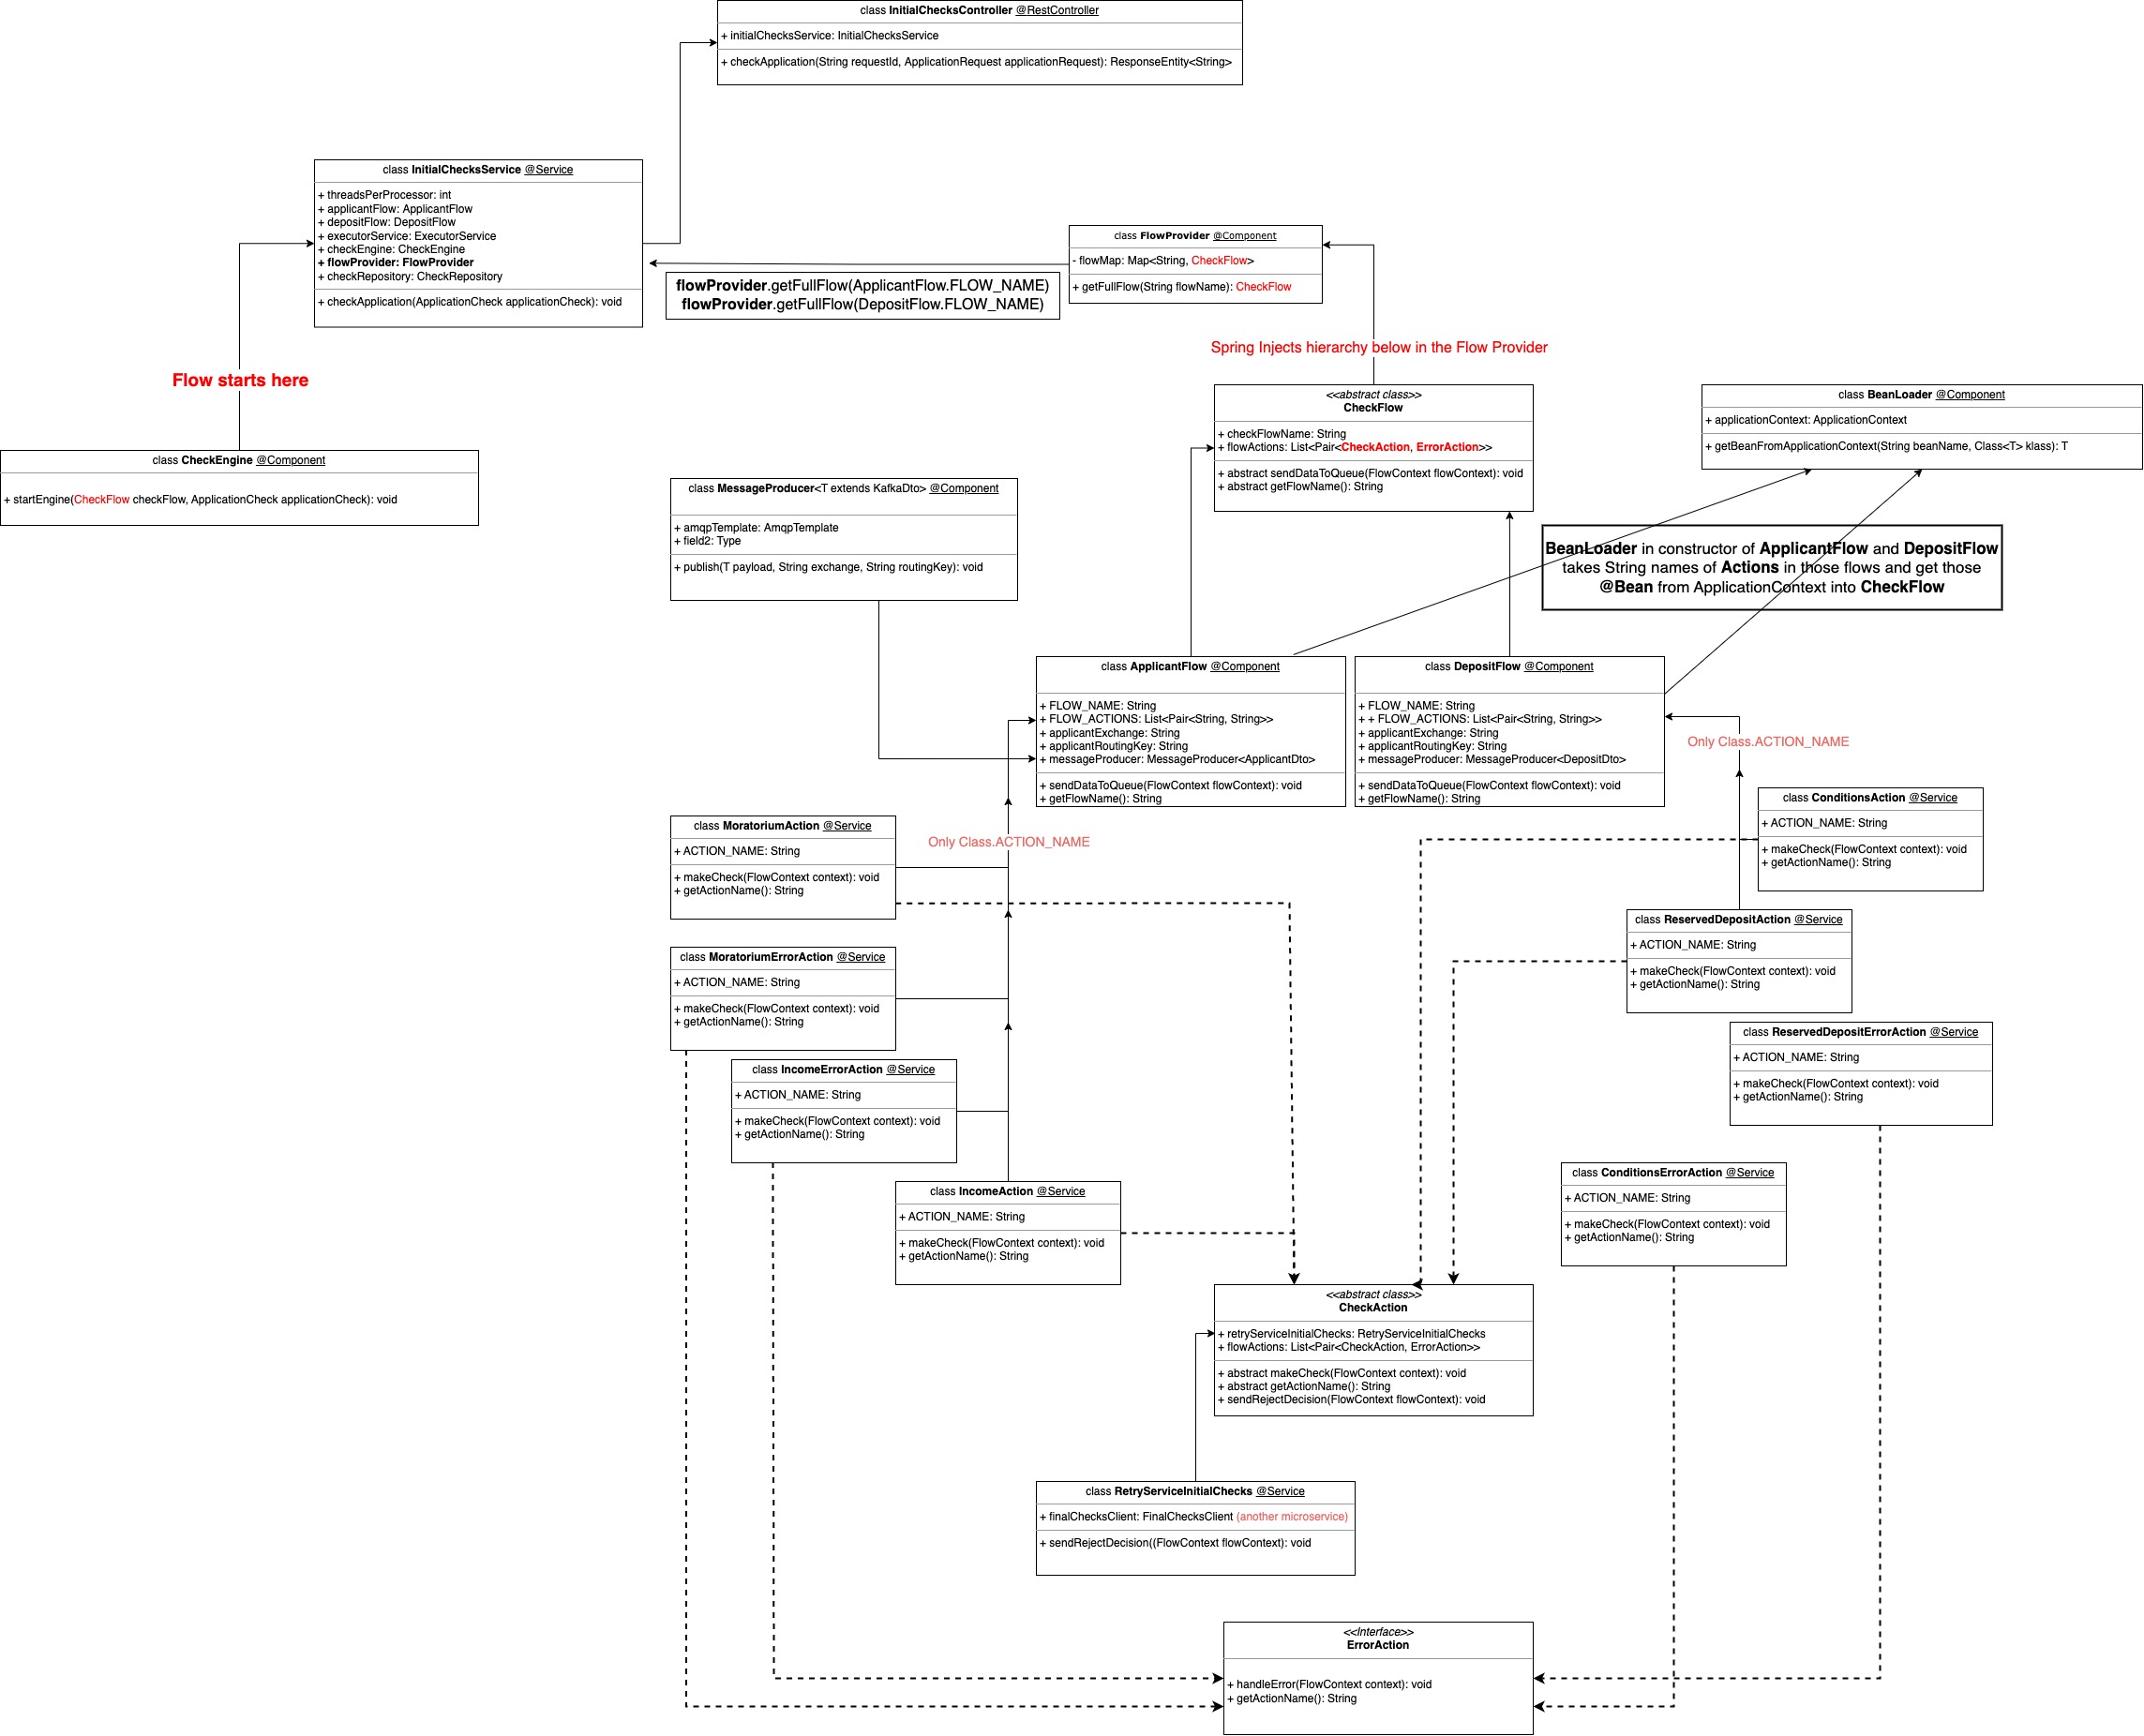 class InitialChecksController @RestController
+ initialChecksService: InitialChecksService
+ checkApplication(String requestId, ApplicationRequest applicationRequest): ResponseEntity<String>
class InitialChecksService @Service
+ threadsPerProcessor: int
+ applicantFlow: ApplicantFlow
+ depositFlow: DepositFlow
+ executorService: ExecutorService
+ checkEngine: CheckEngine
+ flowProvider: FlowProvider
+ checkRepository: CheckRepository
+ checkApplication(ApplicationCheck applicationCheck): void
class FlowProvider @Component
- flowMap: Map<String, CheckFlow>
+ getFullFlow(String flowName): CheckFlow
flowProvider.getFullFlow(ApplicantFlow.FLOW_NAME)
flowProvider.getFullFlow(DepositFlow.FLOW_NAME)
Spring Injects hierarchy below in the Flow Provider
Flow starts here
class CheckEngine @Component
+ startEngine(CheckFlow checkFlow, ApplicationCheck applicationCheck): void
<<abstract class>>
CheckFlow
+ checkFlowName: String
+ flowActions: List<Pair<CheckAction, ErrorAction>>
+ abstract sendDataToQueue(FlowContext flowContext): void
+ abstract getFlowName(): String
class BeanLoader @Component
+ applicationContext: ApplicationContext
+ getBeanFromApplicationContext(String beanName, Class<T> klass): T
class MessageProducer<T extends KafkaDto> @Component
+ amqpTemplate: AmqpTemplate
+ field2: Type
+ publish(T payload, String exchange, String routingKey): void
BeanLoader in constructor of ApplicantFlow and DepositFlow
takes String names of Actions in those flows and get those
@Bean from ApplicationContext into CheckFlow
class ApplicantFlow @Component
+ FLOW_NAME: String
+ FLOW_ACTIONS: List<Pair<String, String>>
+ applicantExchange: String
+ applicantRoutingKey: String
+ messageProducer: MessageProducer<ApplicantDto>
+ sendDataToQueue(FlowContext flowContext): void
+ getFlowName(): String
class DepositFlow @Component
+ FLOW_NAME: String
+ + FLOW_ACTIONS: List<Pair<String, String>>
+ applicantExchange: String
+ applicantRoutingKey: String
+ messageProducer: MessageProducer<DepositDto>
+ sendDataToQueue(FlowContext flowContext): void
+ getFlowName(): String
Only Class.ACTION_NAME
class ConditionsAction @Service
+ ACTION_NAME: String
+ makeCheck(FlowContext context): void
+ getActionName(): String
class MoratoriumAction @Service
+ ACTION_NAME: String
+ makeCheck(FlowContext context): void
+ getActionName(): String
Only Class.ACTION_NAME
class ReservedDepositAction @Service
+ ACTION_NAME: String
+ makeCheck(FlowContext context): void
+ getActionName(): String
class MoratoriumErrorAction @Service
+ ACTION_NAME: String
+ makeCheck(FlowContext context): void
+ getActionName(): String
class ReservedDepositErrorAction @Service
+ ACTION_NAME: String
+ makeCheck(FlowContext context): void
+ getActionName(): String
class IncomeErrorAction @Service
+ ACTION_NAME: String
+ makeCheck(FlowContext context): void
+ getActionName(): String
class ConditionsErrorAction @Service
+ ACTION_NAME: String
+ makeCheck(FlowContext context): void
+ getActionName(): String
class IncomeAction @Service
+ ACTION_NAME: String
+ makeCheck(FlowContext context): void
+ getActionName(): String
<<abstract class>>
CheckAction
+ retryServiceInitialChecks: RetryServiceInitialChecks
+ flowActions: List<Pair<CheckAction, ErrorAction>>
+ abstract makeCheck(FlowContext context): void
+ abstract getActionName(): String
+ sendRejectDecision(FlowContext flowContext): void
class RetryServiceInitialChecks @Service
+ finalChecksClient: FinalChecksClient (another microservice)
+ sendRejectDecision((FlowContext flowContext): void
<<Interface>>
ErrorAction
+ handleError(FlowContext context): void
+ getActionName(): String